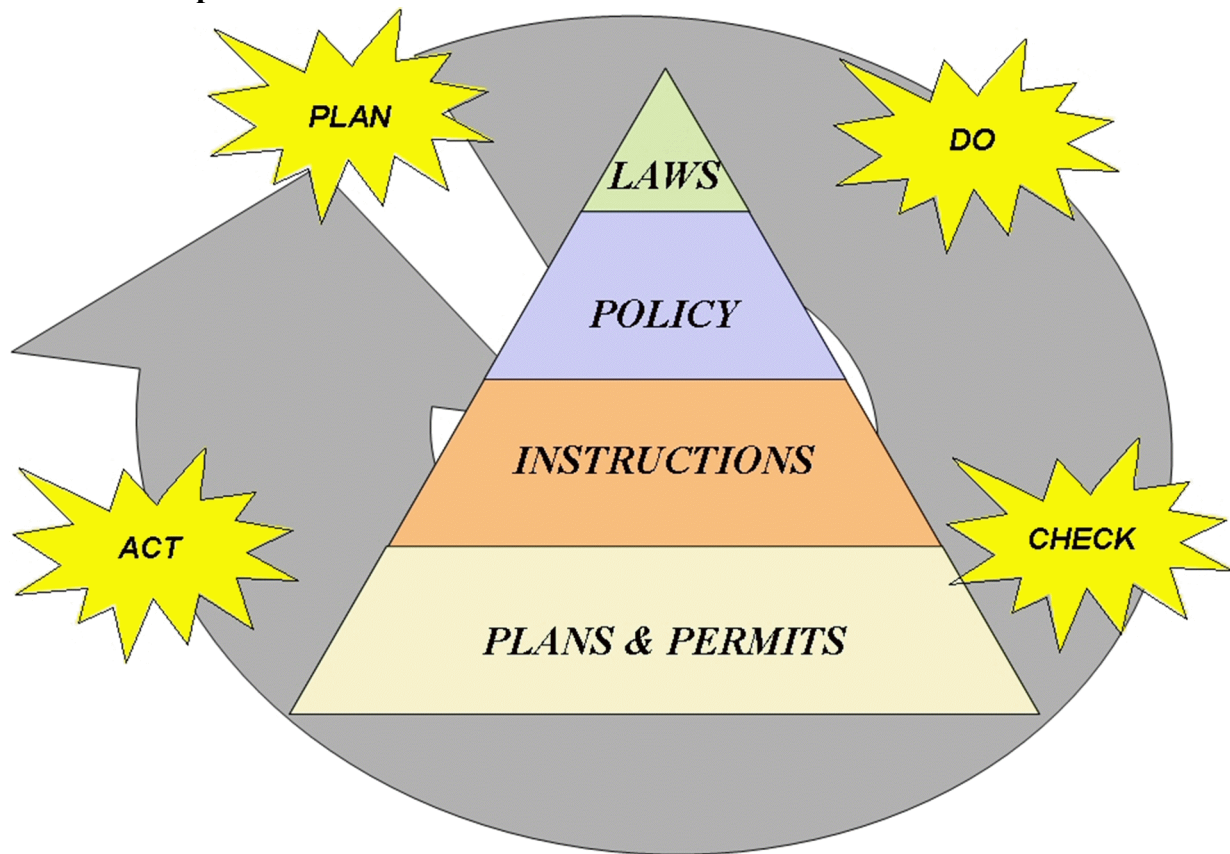 PLAN
DO
LAWS
POLICY
INSTRUCTIONS
ACT
CHECK
PLANS & PERMITS